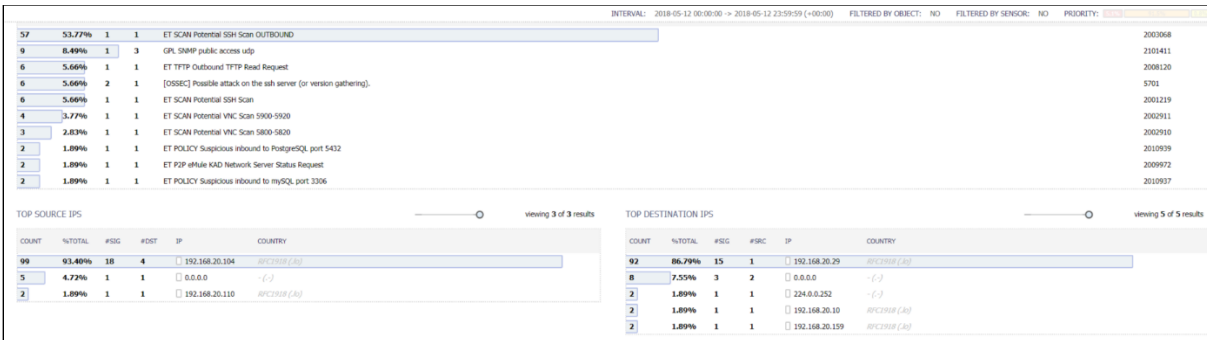 INTERVAL: 2018-05-12 00:00:00 -> 2018-05-12 23:59:59 (+00:00) FILTERED BY OBJECT: NO FILTERED BY SENSOR: NO PRIORITY:
57 53.77% 1 1 ET SCAN Potential SSH Scan OUTBOUND 2003068
9 8.49% 1 3 GPL SNMP public access udp 2101411
6 5.66% 1 1 ET TFTP Outbound TFTP Read Request 2008120
6 5.66% 2 1 [OSSEC] Possible attack on the ssh server (or version gathering). 5701
6 5.66% 1 1 ET SCAN Potential SSH Scan 2001219
4 3.77% 1 1 ET SCAN Potential VNC Scan 5900-5920 2002911
3 2.83% 1 1 ET SCAN Potential VNC Scan 5800-5820 2002910
2 1.89% 1 1 ET POLICY Suspicious inbound to PostgreSQL port 5432 2010939
2 1.89% 1 1 ET P2P eMule KAD Network Server Status Request 2009972
2 1.89% 1 1 ET POLICY Suspicious inbound to mySQL port 3306 2010937
TOP SOURCE IPS viewing 3 of 3 results
COUNT %TOTAL #SIG #DST IP COUNTRY
99 93.40% 18 4 192.168.20.104 RFC1918 (.lo)
5 4.72% 1 1 0.0.0.0 - (.-)
2 1.89% 1 1 192.168.20.110 RFC1918 (.lo)
TOP DESTINATION IPS viewing 5 of 5 results
COUNT %TOTAL #SIG #SRC IP COUNTRY
92 86.79% 15 1 192.168.20.29 RFC1918 (.lo)
8 7.55% 3 2 0.0.0.0 - (.-)
2 1.89% 1 1 224.0.0.252 - (.-)
2 1.89% 1 1 192.168.20.10 RFC1918 (.lo)
2 1.89% 1 1 192.168.20.159 RFC1918 (.lo)